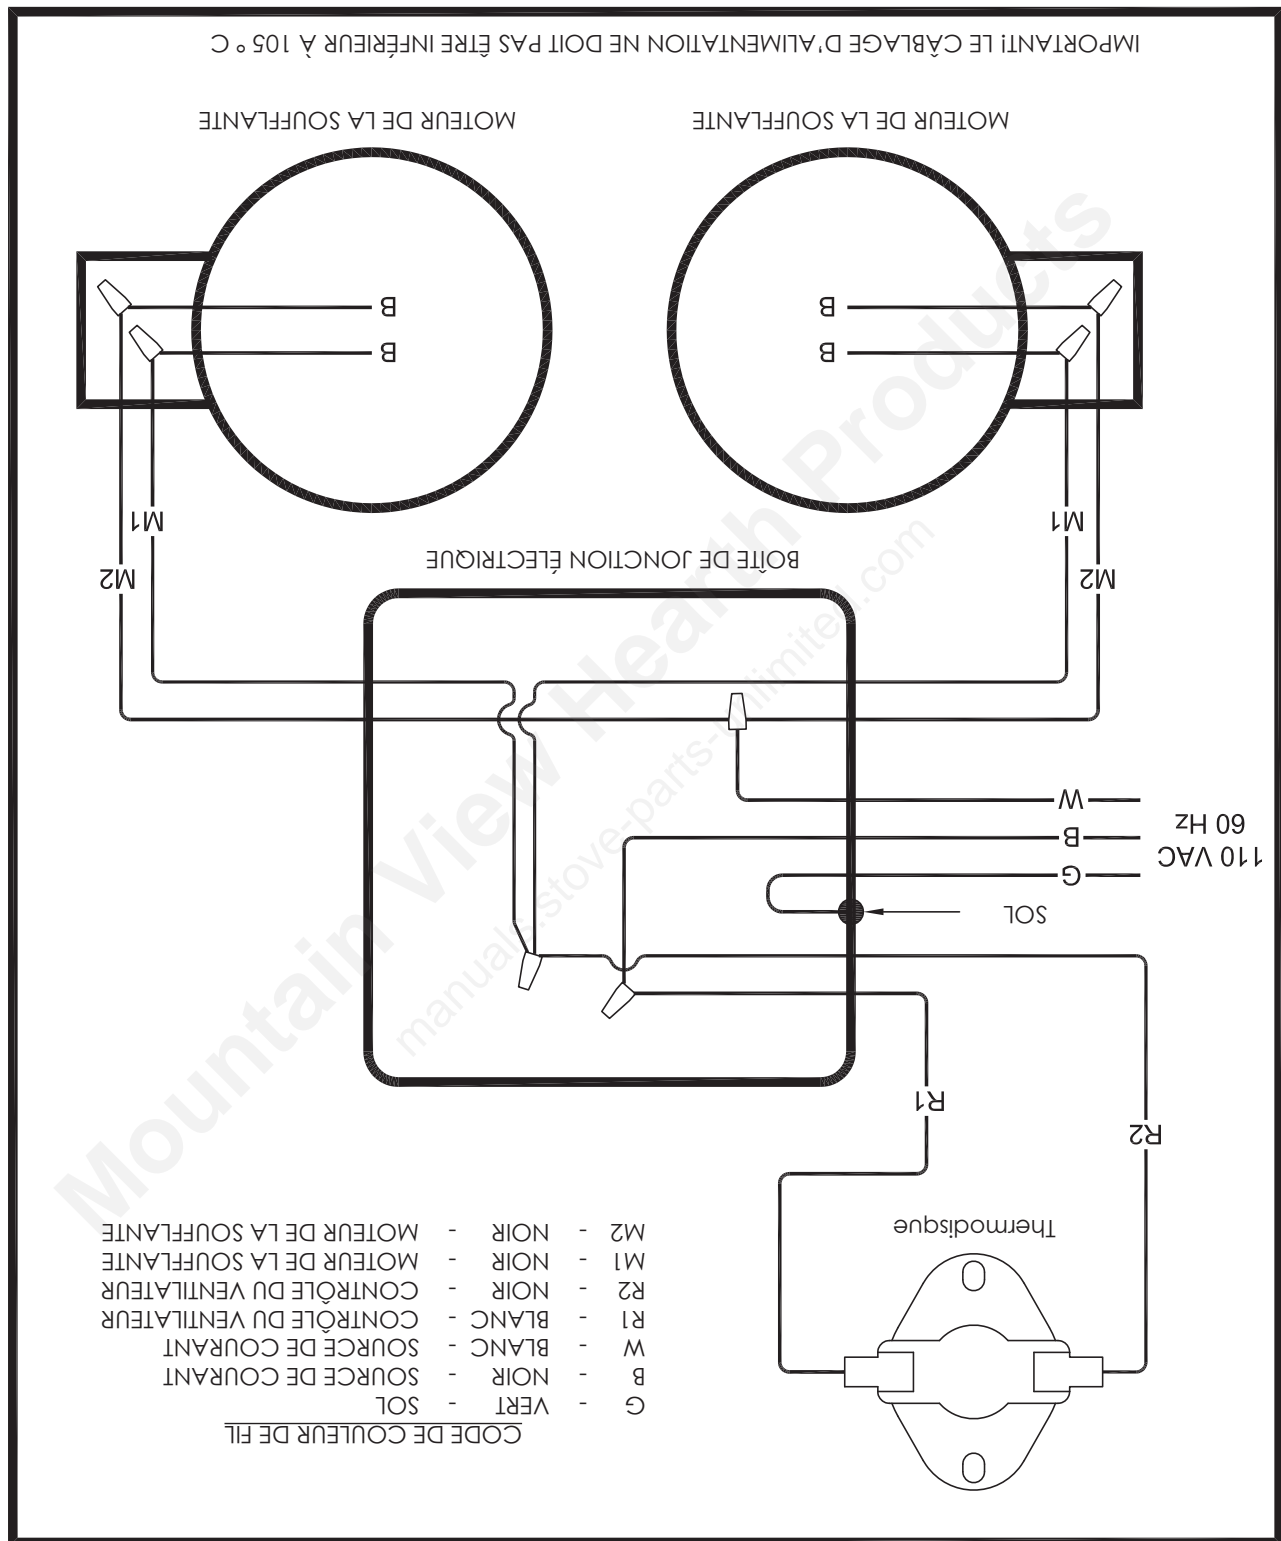 CODE DE COULEUR DE FIL
G - VERT - SOL
B - NOIR - SOURCE DE COURANT
W - BLANC - SOURCE DE COURANT
R1 - BLANC - CONTRÔLE DU VENTILATEUR
R2 - NOIR - CONTRÔLE DU VENTILATEUR
M1 - NOIR - MOTEUR DE LA SOUFFLANTE
M2 - NOIR - MOTEUR DE LA SOUFFLANTE
Thermodisque
R2
R1
SOL
110 VAC
60 Hz
G
B
W
BOÎTE DE JONCTION ÉLECTRIQUE
M2
M2
M1
M1
B
B
B
B
MOTEUR DE LA SOUFFLANTE
MOTEUR DE LA SOUFFLANTE
IMPORTANT! LE CÂBLAGE D'ALIMENTATION NE DOIT PAS ÊTRE INFÉRIEUR À 105° C
Mountain View Hearth Products
manuals.stove-parts-unlimited.com